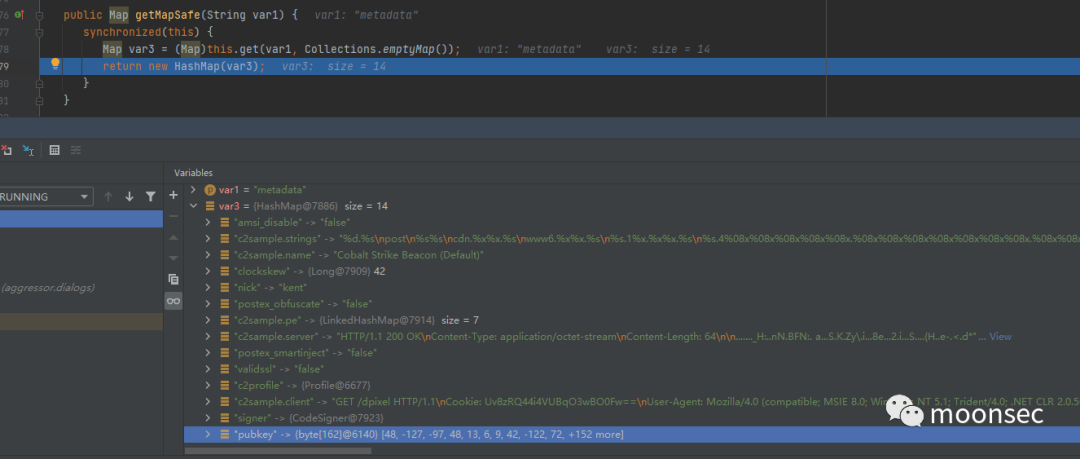 76 public Map getMapSafe(String var1) { var1: "metadata"
77 synchronized(this) {
78 Map var3 = (Map)this.get(var1, Collections.emptyMap()); var1: "metadata" var3: size = 14
79 return new HashMap(var3); var3: size = 14
80 }
81 }
Variables
RUNNING
var1 = "metadata"
var3 = {HashMap@7886} size = 14
"amsi_disable" -> "false"
"c2sample.strings" -> "%d.%s\npost\n%s%s\ncdn.%x%x.%s\nwww6.%x%x.%s\n%s.1%x.%x%x.%s\n%s.4%08x%08x%08x%08x%08x.%08x%08x%08x%08x%08x%08x%08x.%08x%08x
"c2sample.name" -> "Cobalt Strike Beacon (Default)"
"clockskew" -> {Long@7909} 42
(aggressor.dialogs)
"nick" -> "kent"
"postex_obfuscate" -> "false"
"c2sample.pe" -> {LinkedHashMap@7914} size = 7
"c2sample.server" -> "HTTP/1.1 200 OK\nContent-Type: application/octet-stream\nContent-Length: 64\n\n......._H:..nN.BFN:. a...S.K.Zy\.i...8e...2.i...S....(H..e-.<.d*" ... View
"postex_smartinject" -> "false"
"validssl" -> "false"
"c2profile" -> {Profile@6677}
"c2sample.client" -> "GET /dpixel HTTP/1.1\nCookie: Uv8zRQ44i4VUBqO3wBO0Fw==\nUser-Agent: Mozilla/4.0 (compatible; MSIE 8.0; Win NT 5.1; Trident/4.0; .NET CLR 2.0.5
"signer" -> {CodeSigner@7923}
moonsec
"pubkey" -> {byte[162]@6140} [48, -127, -97, 48, 13, 6, 9, 42, -122, 72, +152 more]